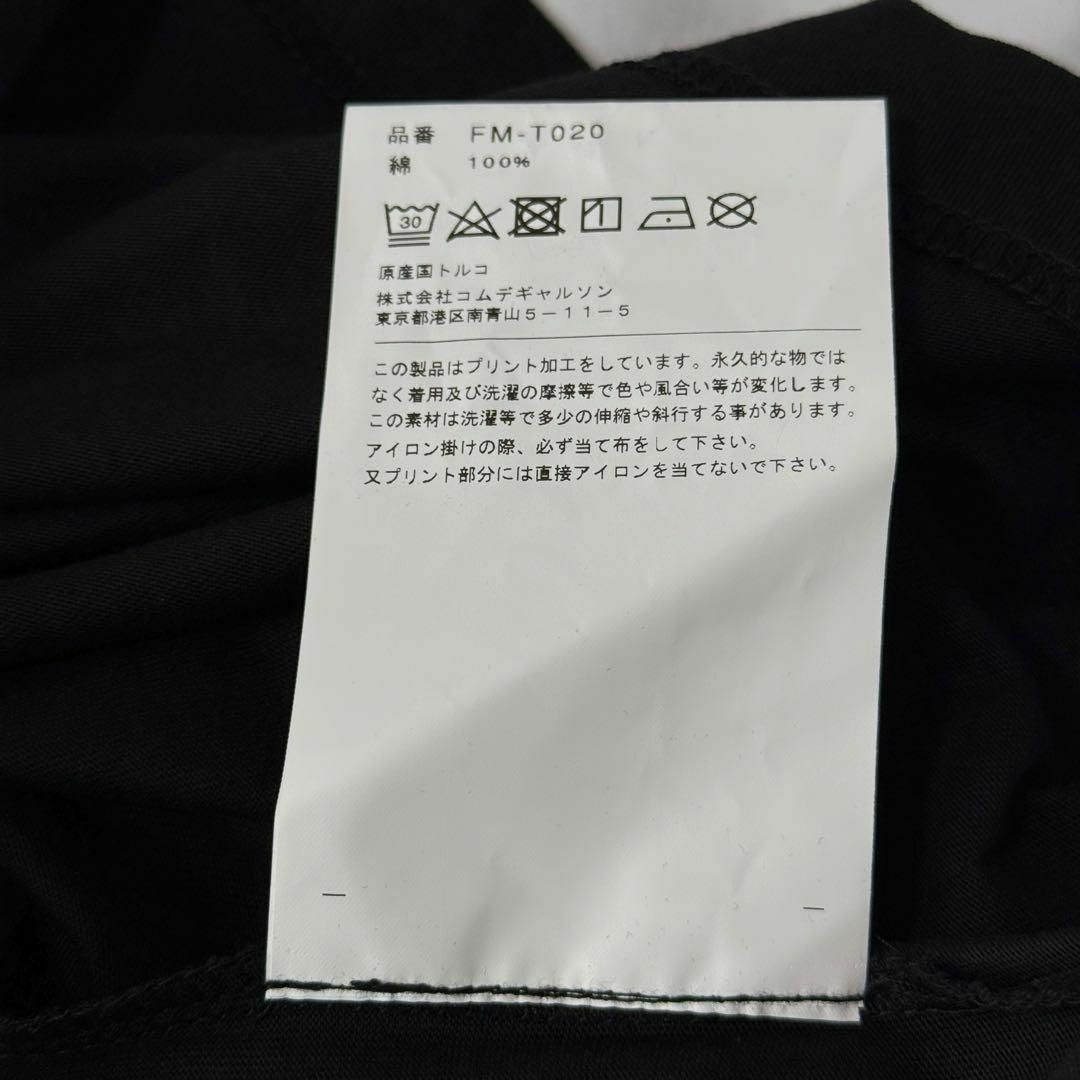 品番 FM-T020
綿 100%
30
原産国トルコ
株式会社コムデギャルソン
東京都港区南青山5-11-5
この製品はプリント加工をしています。永久的な物では
なく着用及び洗濯の摩擦等で色や風合い等が変化します。
この素材は洗濯等で多少の伸縮や斜行する事があります。
アイロン掛けの際、必ず当て布をして下さい。
又プリント部分には直接アイロンを当てないで下さい。